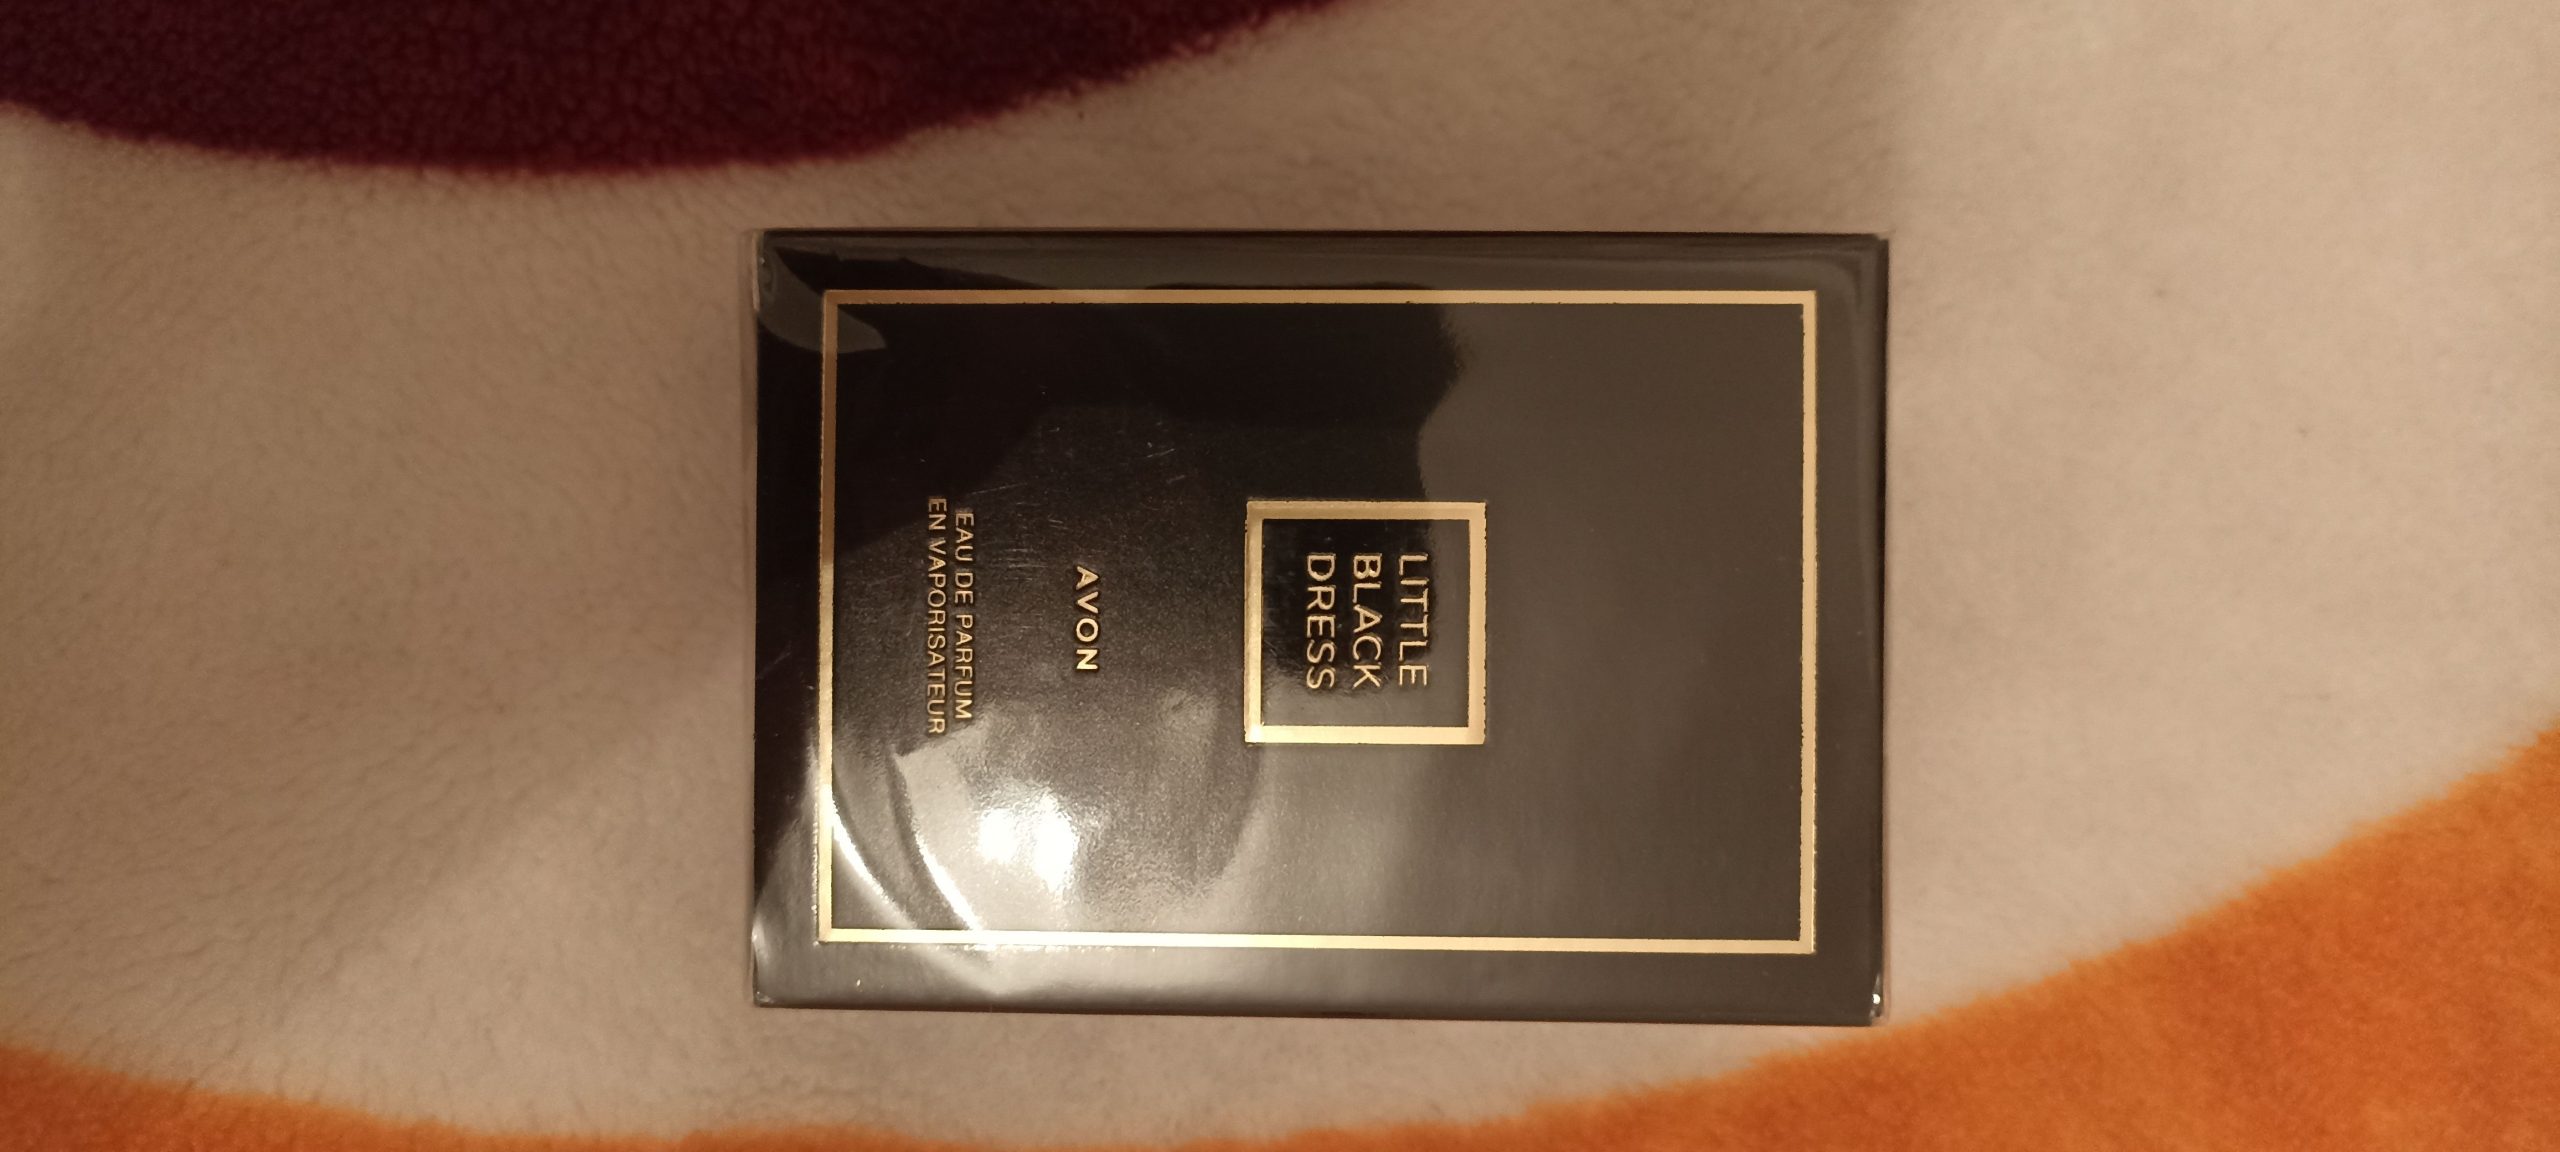 LITTLE
BLACK
DRESS
AVON
EAU DE PARFUM
EN VAPORISATEUR